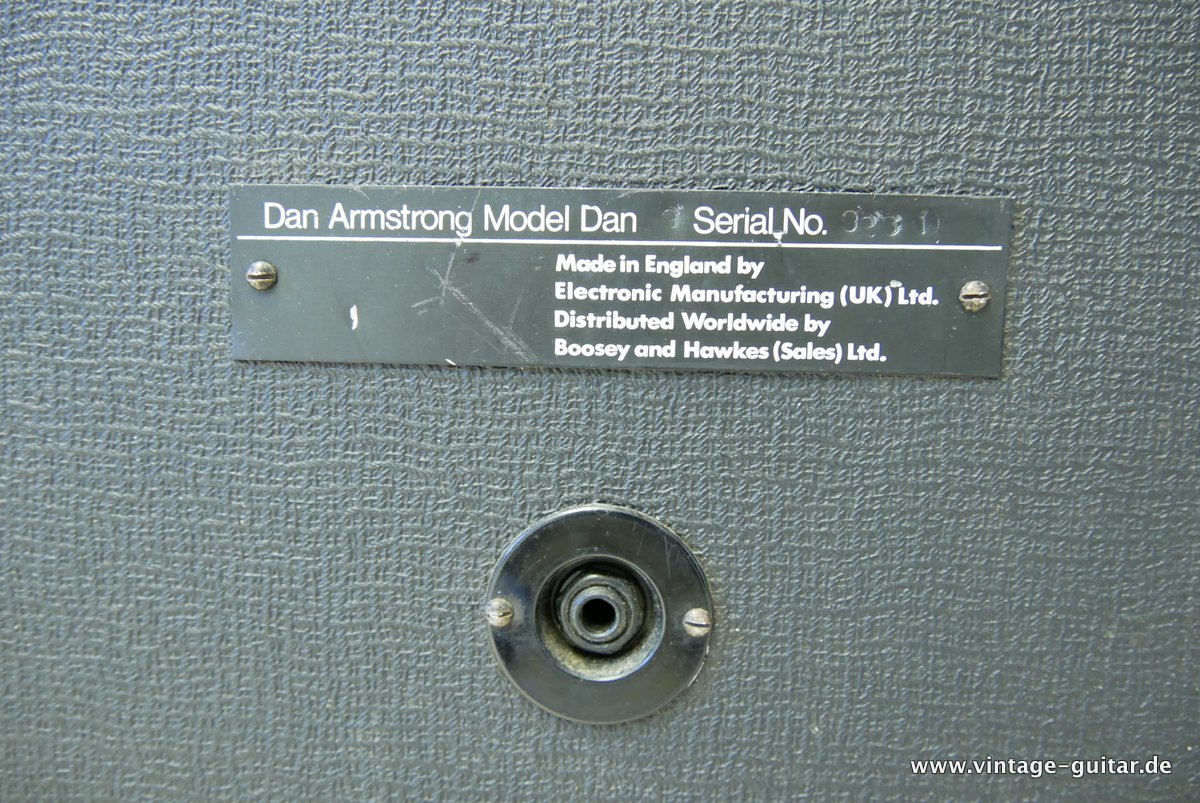 Dan Armstrong Model Dan Serial No.
Made in England by
Electronic Manufacturing (UK) Ltd.
Distributed Worldwide by
Boosey and Hawkes (Sales) Ltd.
www.vintage-guitar.de